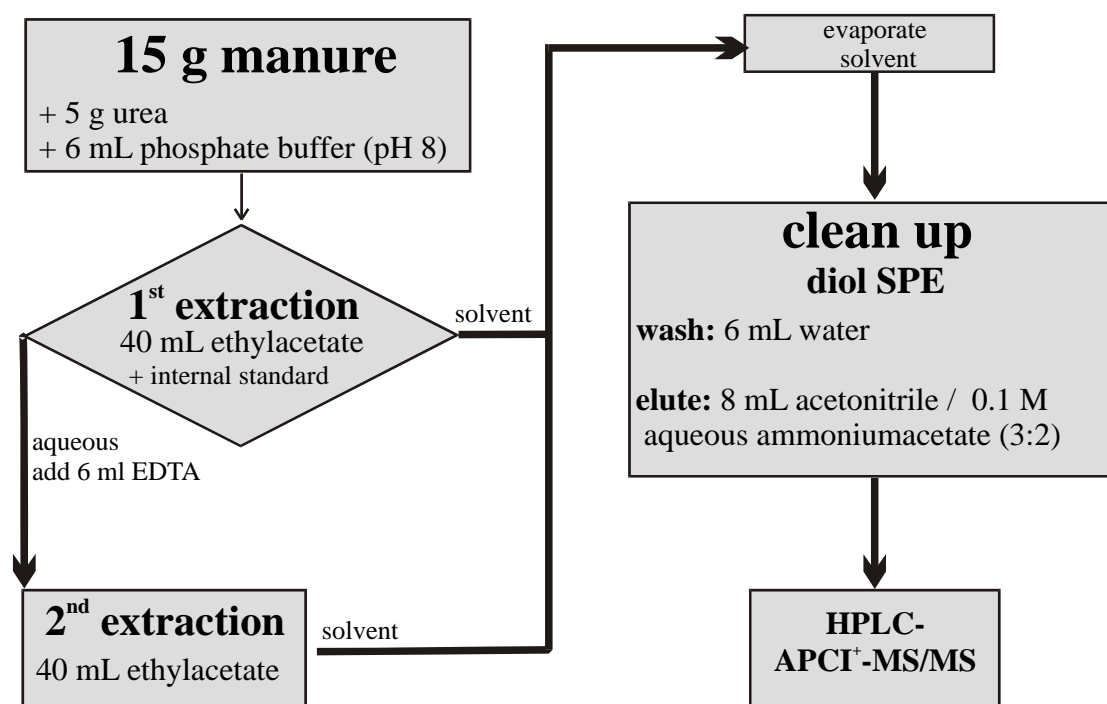 15 g manure
+ 5 g urea
+ 6 mL phosphate buffer (pH 8)
1st extraction
40 mL ethylacetate
+ internal standard
solvent
aqueous
add 6 ml EDTA
2nd extraction
40 mL ethylacetate
solvent
evaporate
solvent
clean up
diol SPE
wash: 6 mL water
elute: 8 mL acetonitrile / 0.1 M
aqueous ammoniumacetate (3:2)
HPLC-
APCI⁺-MS/MS